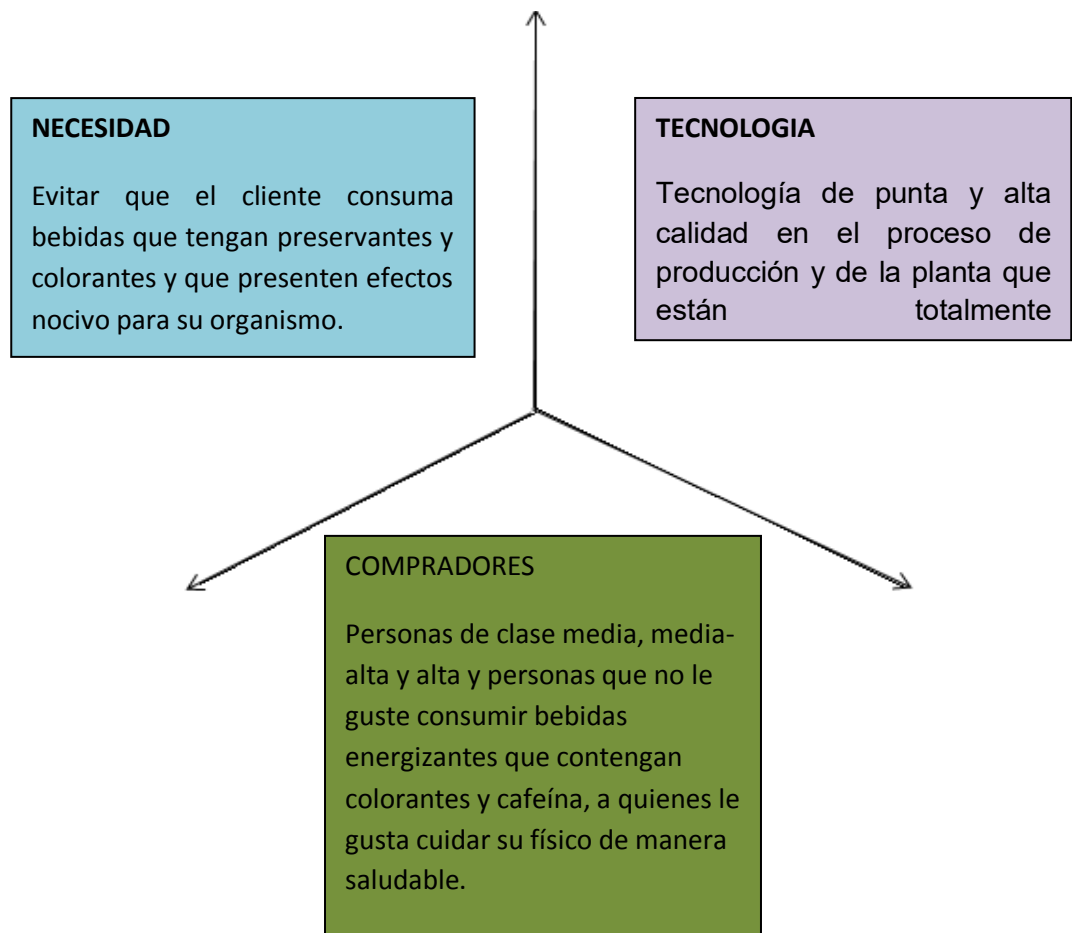 NECESIDAD
Evitar que el cliente consuma
bebidas que tengan preservantes y
colorantes y que presenten efectos
nocivo para su organismo.
TECNOLOGIA
Tecnología de punta y alta
calidad en el proceso de
producción y de la planta que
están totalmente
COMPRADORES
Personas de clase media, media-
alta y alta y personas que no le
guste consumir bebidas
energizantes que contengan
colorantes y cafeína, a quienes le
gusta cuidar su físico de manera
saludable.